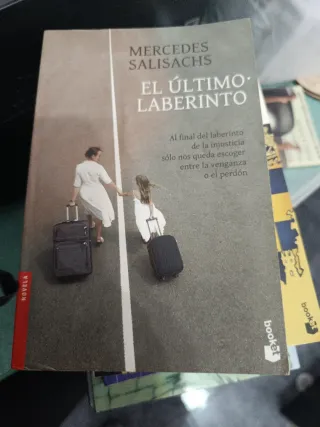 MERCEDES
SALISACHS
EL ÚLTIMO
LABERINTO
Al final del laberinto
de la injusticia
sólo nos queda escoger
entre la venganza
o el perdón
NOVELA
booket
booket